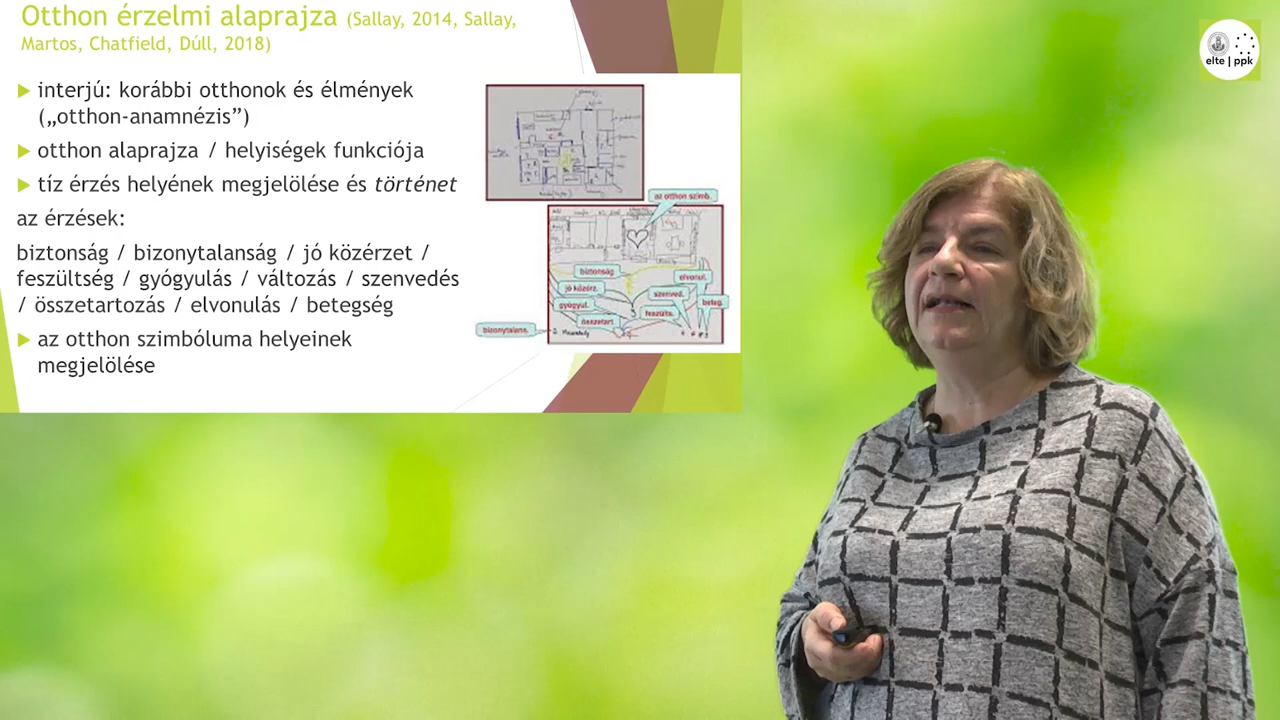 Otthon érzelmi alaprajza (Sallay, 2014, Sallay,
Martos, Chatfield, Dúll, 2018)
interjú: korábbi otthonok és élmények
(„otthon-anamnézis”)
otthon alaprajza / helyiségek funkciója
tíz érzés helyének megjelölése és történet
az érzések:
biztonság / bizonytalanság / jó közérzet /
feszültség / gyógyulás / változás / szenvedés
/ összetartozás / elvonulás / betegség
az otthon szimbóluma helyeinek
megjelölése
az otthon szimb.
biztonság
elvonul.
jó közérz.
szenved.
gyógyul.
beteg.
feszülts.
összetart.
bizonytalans.
elte | ppk